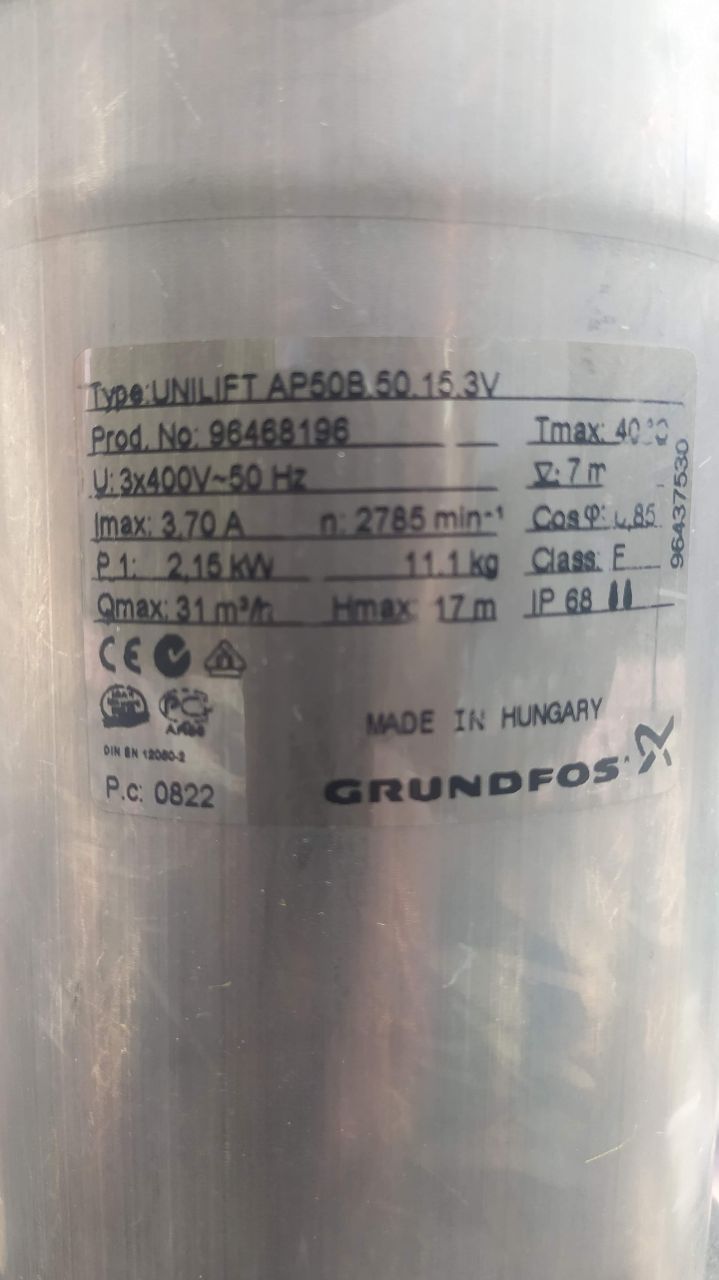 Type: UNILIFT AP50B.50.15.3V
Prod. No: 96468196
Tmax: 40
U: 3x400V~50 Hz
∇: 7 m
Imax: 3.70 A n: 2785 min⁻¹
Cos φ: 0,85
P 1: 2,15 kW 11.1 kg
Class: F
Qmax: 31 m³/h Hmax: 17 m
IP 68
96437530
CE
MADE IN HUNGARY
DIN EN 12050-2
P.c: 0822
GRUNDFOS